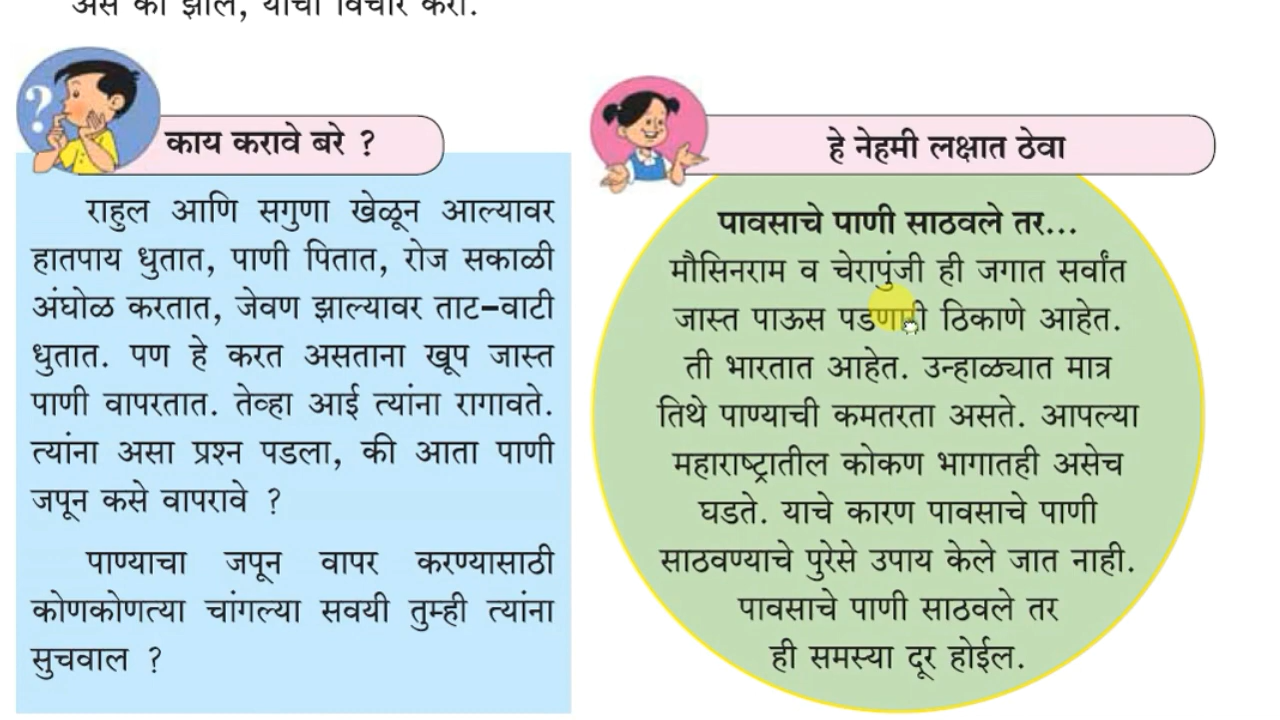 असे का झाले, याचा विचार करा.
काय करावे बरे ?
राहुल आणि सगुणा खेळून आल्यावर
हातपाय धुतात, पाणी पितात, रोज सकाळी
अंघोळ करतात, जेवण झाल्यावर ताट-वाटी
धुतात. पण हे करत असताना खूप जास्त
पाणी वापरतात. तेव्हा आई त्यांना रागावते.
त्यांना असा प्रश्न पडला, की आता पाणी
जपून कसे वापरावे ?
पाण्याचा जपून वापर करण्यासाठी
कोणकोणत्या चांगल्या सवयी तुम्ही त्यांना
सुचवाल ?
हे नेहमी लक्षात ठेवा
पावसाचे पाणी साठवले तर...
मौसिनराम व चेरापुंजी ही जगात सर्वांत
जास्त पाऊस पडणारी ठिकाणे आहेत.
ती भारतात आहेत. उन्हाळ्यात मात्र
तिथे पाण्याची कमतरता असते. आपल्या
महाराष्ट्रातील कोकण भागातही असेच
घडते. याचे कारण पावसाचे पाणी
साठवण्याचे पुरेसे उपाय केले जात नाही.
पावसाचे पाणी साठवले तर
ही समस्या दूर होईल.
?